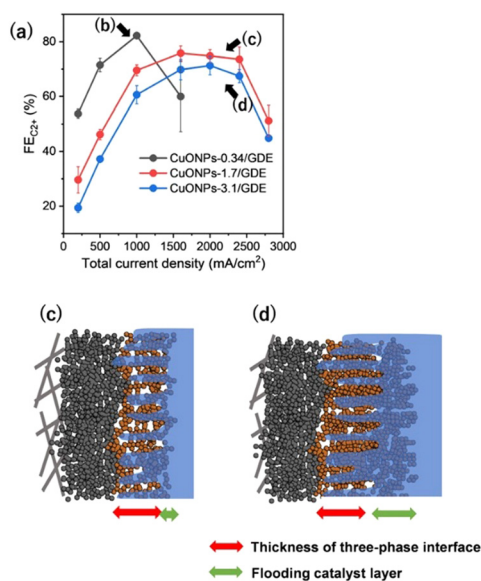 (a)
(b)
(c)
(d)
80
60
40
20
FEC2+ (%)
CuONPs-0.34/GDE
CuONPs-1.7/GDE
CuONPs-3.1/GDE
0 500 1000 1500 2000 2500 3000
Total current density (mA/cm²)
(c) (d)
Thickness of three-phase interface
Flooding catalyst layer